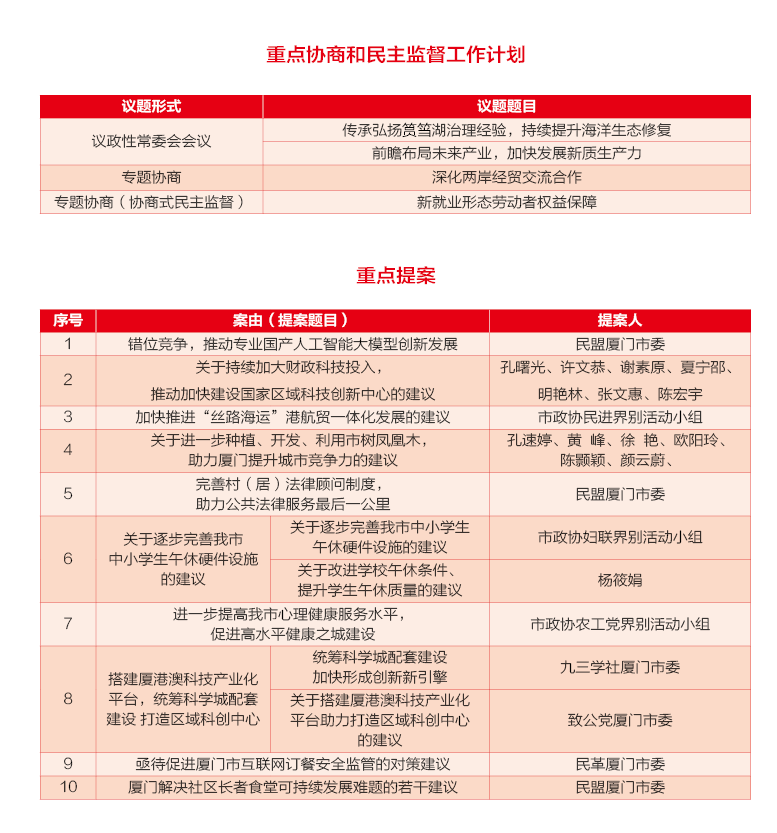 重点协商和民主监督工作计划
议题形式 议题题目
议政性常委会会议 传承弘扬筼筜湖治理经验，持续提升海洋生态修复
前瞻布局未来产业，加快发展新质生产力
专题协商 深化两岸经贸交流合作
专题协商（协商式民主监督） 新就业形态劳动者权益保障
重点提案
序号 案由（提案题目） 提案人
1 错位竞争，推动专业国产人工智能大模型创新发展 民盟厦门市委
2 关于持续加大财政科技投入， 孔曙光、许文恭、谢素原、夏宁邵、
推动加快建设国家区域科技创新中心的建议 明艳林、张文惠、陈宏宇
3 加快推进“丝路海运”港航贸一体化发展的建议 市政协民进界别活动小组
4 关于进一步种植、开发、利用市树凤凰木， 孔速婷、黄 峰、徐 艳、欧阳玲、
助力厦门提升城市竞争力的建议 陈颢颖、颜云蔚、
5 完善村（居）法律顾问制度， 民盟厦门市委
助力公共法律服务最后一公里
6 关于逐步完善我市 关于逐步完善我市中小学生 市政协妇联界别活动小组
中小学生午休硬件设施 午休硬件设施的建议
的建议 关于改进学校午休条件、 杨筱娟
提升学生午休质量的建议
7 进一步提高我市心理健康服务水平， 市政协农工党界别活动小组
促进高水平健康之城建设
8 搭建厦港澳科技产业化 统筹科学城配套建设 九三学社厦门市委
平台，统筹科学城配套 加快形成创新新引擎
建设 打造区域科创中心 关于搭建厦港澳科技产业化 致公党厦门市委
平台助力打造区域科创中心
的建议
9 亟待促进厦门市互联网订餐安全监管的对策建议 民革厦门市委
10 厦门解决社区长者食堂可持续发展难题的若干建议 民盟厦门市委